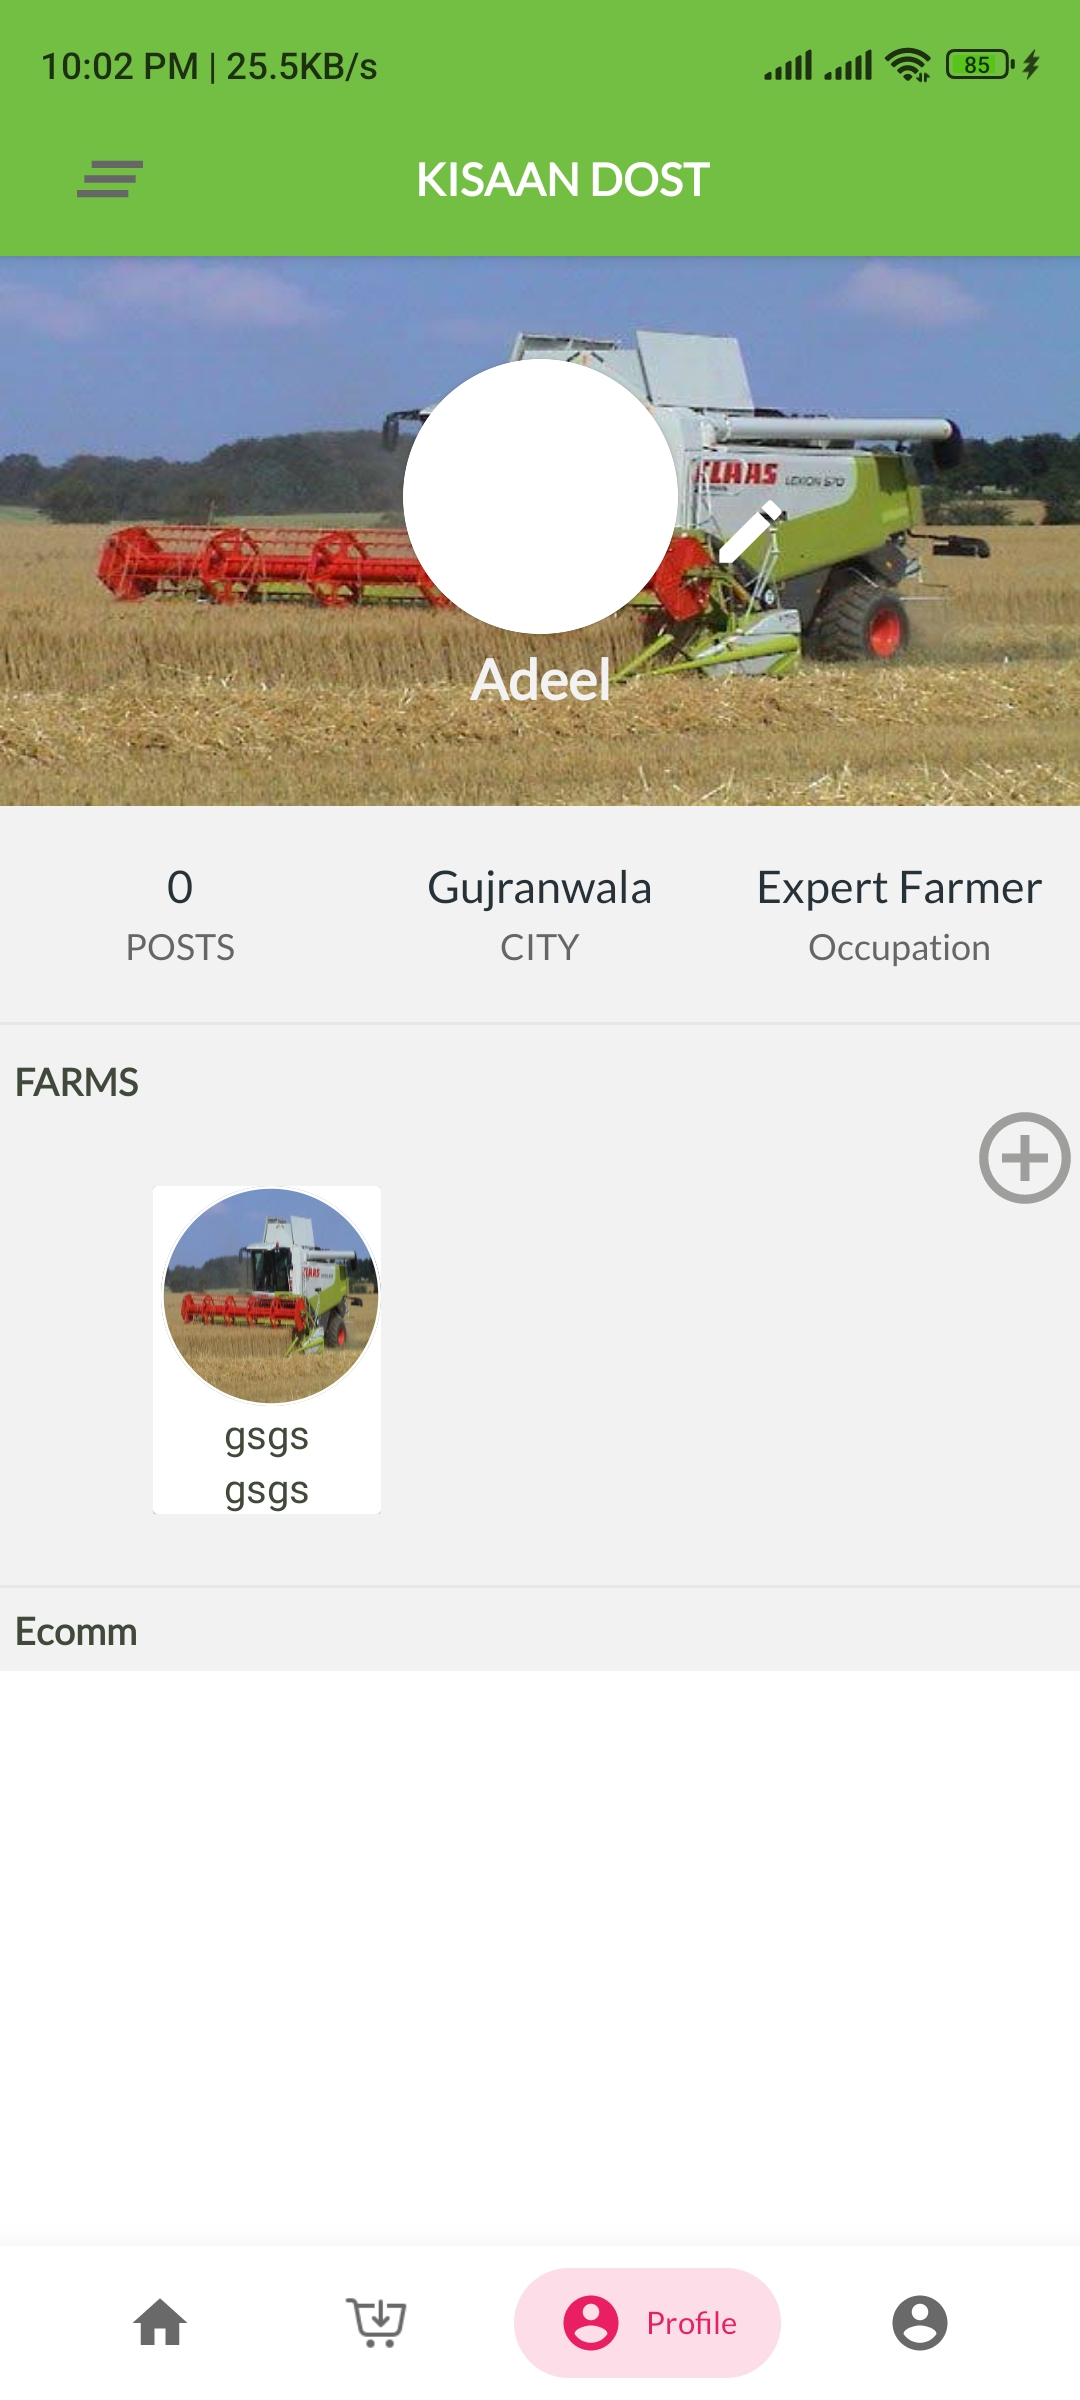 10:02 PM | 25.5KB/s
85
KISAAN DOST
CLAAS LEXION 570
Adeel
0 Gujranwala Expert Farmer
POSTS CITY Occupation
FARMS
CLAAS
gsgs
gsgs
Ecomm
Profile